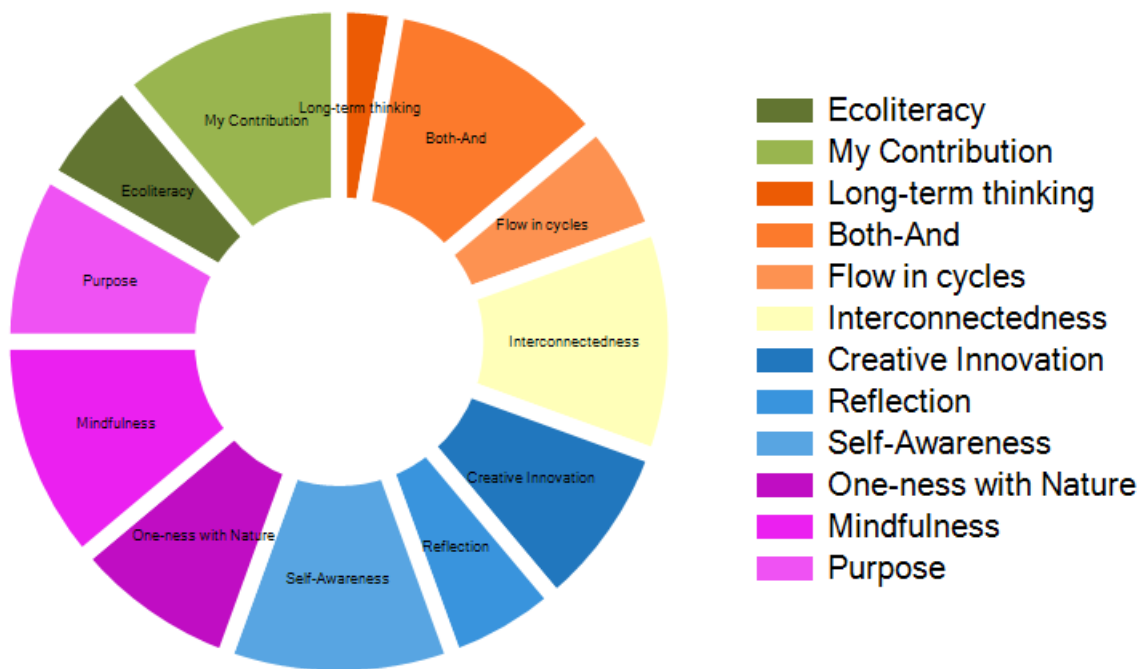 Long-term thinking
My Contribution
Both-And
Ecoliteracy
Flow in cycles
Purpose
Interconnectedness
Mindfulness
Creative Innovation
One-ness with Nature
Reflection
Self-Awareness
Ecoliteracy
My Contribution
Long-term thinking
Both-And
Flow in cycles
Interconnectedness
Creative Innovation
Reflection
Self-Awareness
One-ness with Nature
Mindfulness
Purpose